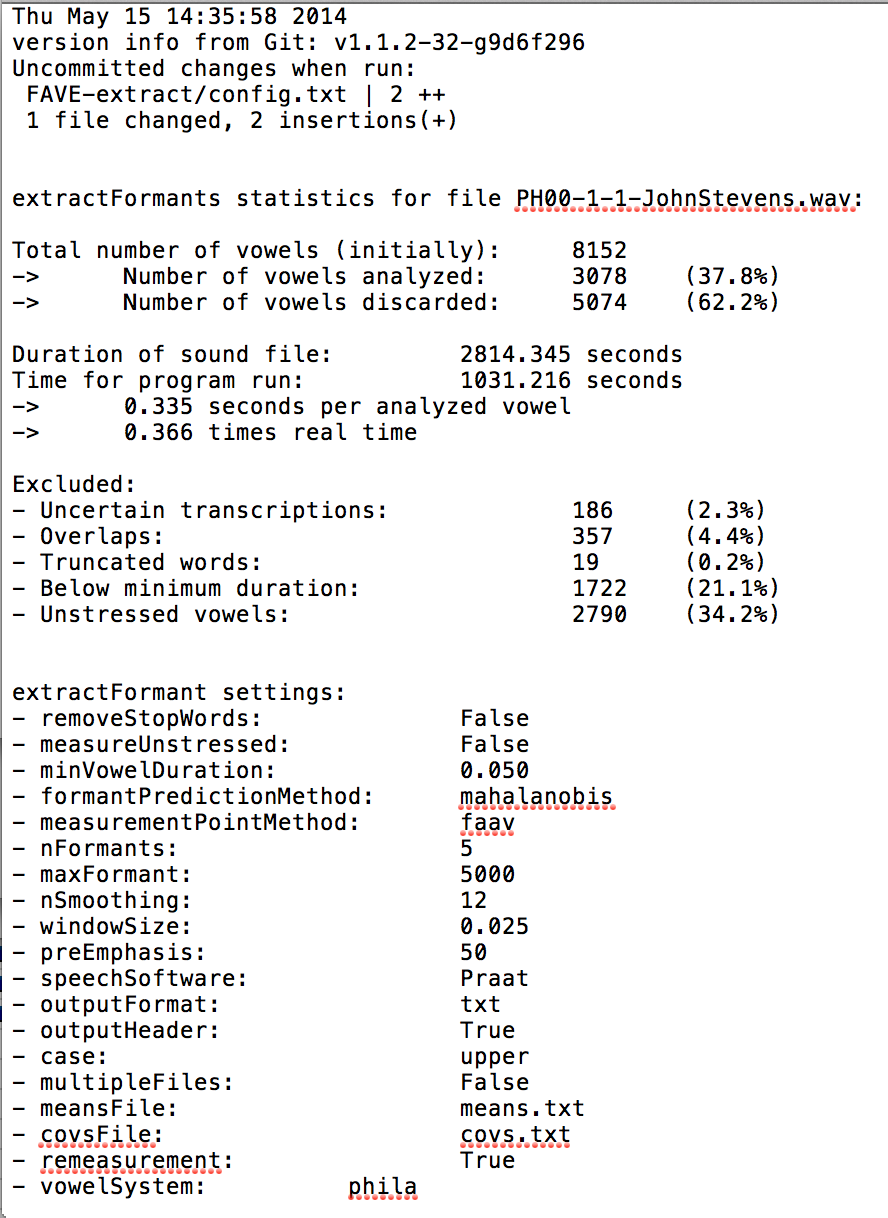 Thu May 15 14:35:58 2014
version info from Git: v1.1.2-32-g9d6f296
Uncommitted changes when run:
 FAVE-extract/config.txt | 2 ++
 1 file changed, 2 insertions(+)
extractFormants statistics for file PH00-1-1-JohnStevens.wav:
Total number of vowels (initially): 8152
-> Number of vowels analyzed: 3078 (37.8%)
-> Number of vowels discarded: 5074 (62.2%)
Duration of sound file: 2814.345 seconds
Time for program run: 1031.216 seconds
-> 0.335 seconds per analyzed vowel
-> 0.366 times real time
Excluded:
- Uncertain transcriptions: 186 (2.3%)
- Overlaps: 357 (4.4%)
- Truncated words: 19 (0.2%)
- Below minimum duration: 1722 (21.1%)
- Unstressed vowels: 2790 (34.2%)
extractFormant settings:
- removeStopWords: False
- measureUnstressed: False
- minVowelDuration: 0.050
- formantPredictionMethod: mahalanobis
- measurementPointMethod: faav
- nFormants: 5
- maxFormant: 5000
- nSmoothing: 12
- windowSize: 0.025
- preEmphasis: 50
- speechSoftware: Praat
- outputFormat: txt
- outputHeader: True
- case: upper
- multipleFiles: False
- meansFile: means.txt
- covsFile: covs.txt
- remeasurement: True
- vowelSystem: phila